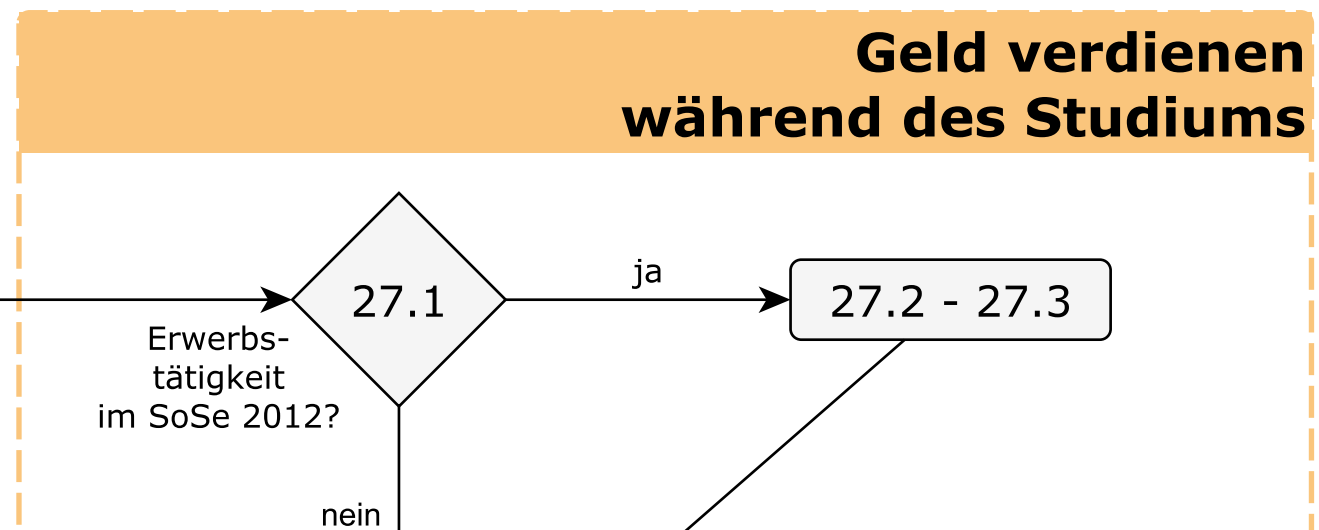 Geld verdienen
während des Studiums
27.1
ja
27.2 - 27.3
Erwerbs-
tätigkeit
im SoSe 2012?
nein